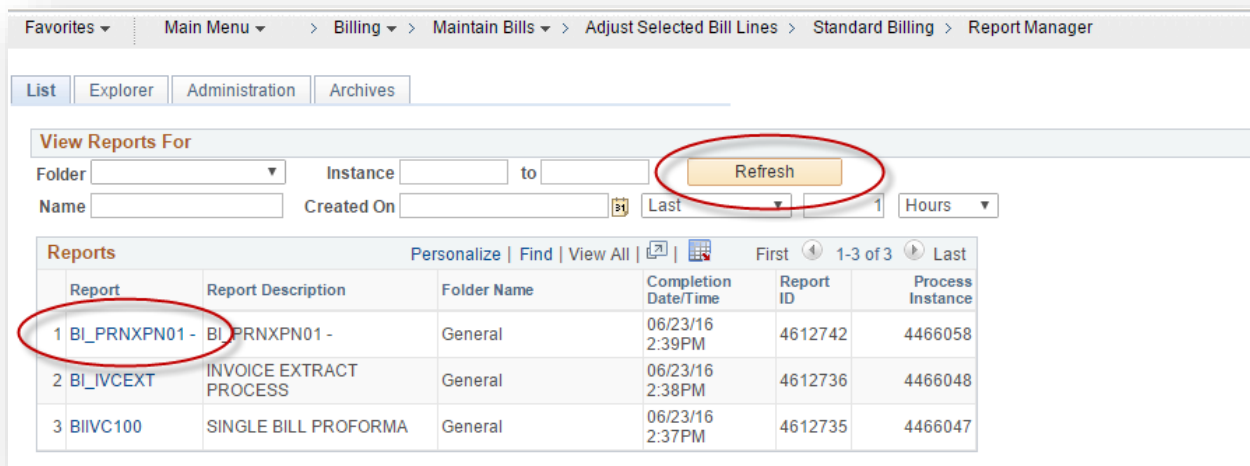 Favorites Main Menu > Billing > Maintain Bills > Adjust Selected Bill Lines > Standard Billing > Report Manager
List Explorer Administration Archives
View Reports For
Folder Instance to Refresh
Name Created On 31 Last 1 Hours
Reports Personalize | Find | View All | | First 1-3 of 3 Last
Report Report Description Folder Name Completion Date/Time Report ID Process Instance
1 BI_PRNXPN01 - BI_PRNXPN01 - General 06/23/16 2:39PM 4612742 4466058
2 BI_IVCEXT INVOICE EXTRACT PROCESS General 06/23/16 2:38PM 4612736 4466048
3 BIIVC100 SINGLE BILL PROFORMA General 06/23/16 2:37PM 4612735 4466047